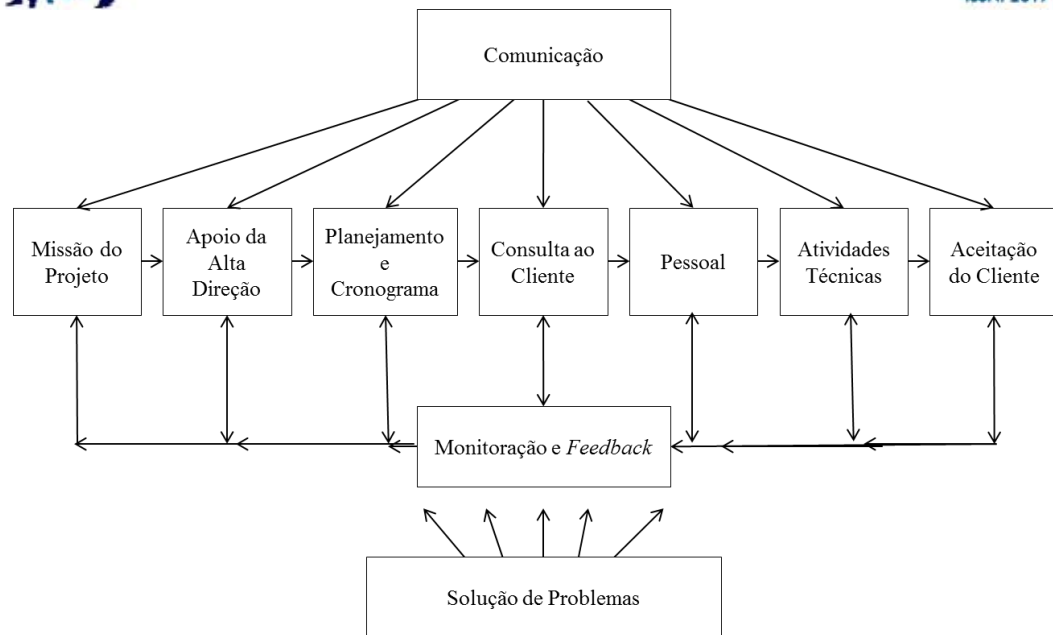 Comunicação
Missão do
Projeto
Apoio da
Alta
Direção
Planejamento
e
Cronograma
Consulta ao
Cliente
Pessoal
Atividades
Técnicas
Aceitação
do Cliente
Monitoração e Feedback
Solução de Problemas